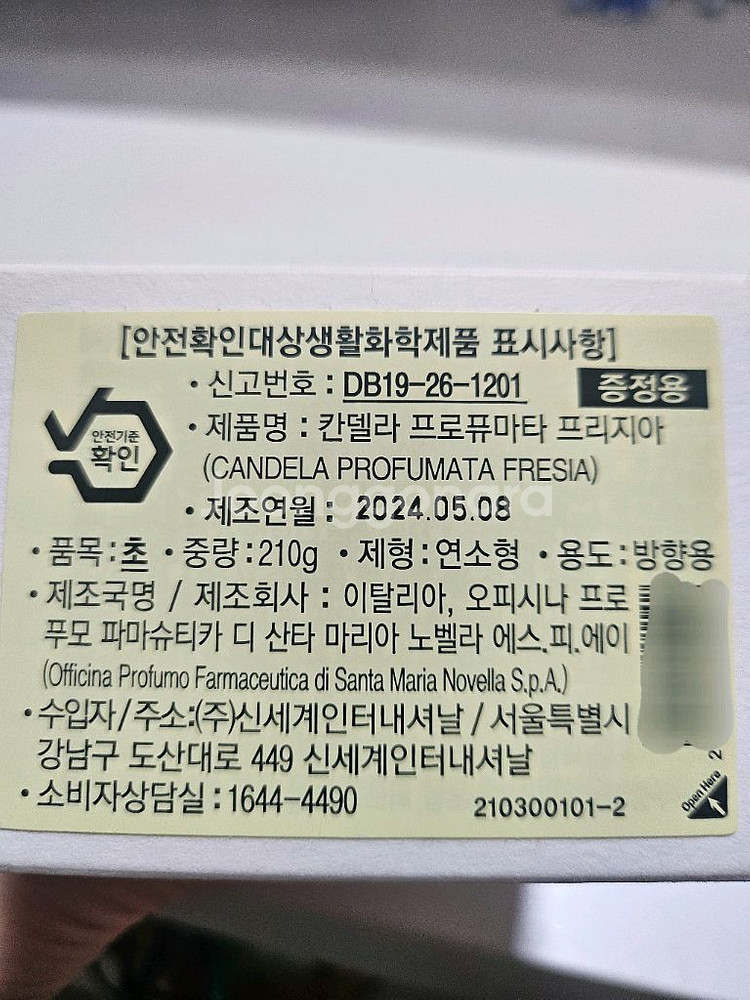 [안전확인대상생활화학제품 표시사항]
• 신고번호 : DB19-26-1201 증정용
안전기준
확인
• 제품명 : 칸델라 프로퓨마타 프리지아
(CANDELA PROFUMATA FRESIA)
• 제조연월 : 2024.05.08
• 품목 : 초 • 중량 : 210g • 제형 : 연소형 • 용도 : 방향용
• 제조국명 / 제조회사 : 이탈리아, 오피시나 프로
푸모 파마슈티카 디 산타 마리아 노벨라 에스.피.에이
(Officina Profumo Farmaceutica di Santa Maria Novella S.p.A.)
• 수입자/주소:(주)신세계인터내셔날 / 서울특별시
강남구 도산대로 449 신세계인터내셔날
• 소비자상담실 : 1644-4490
210300101-2
Open Here